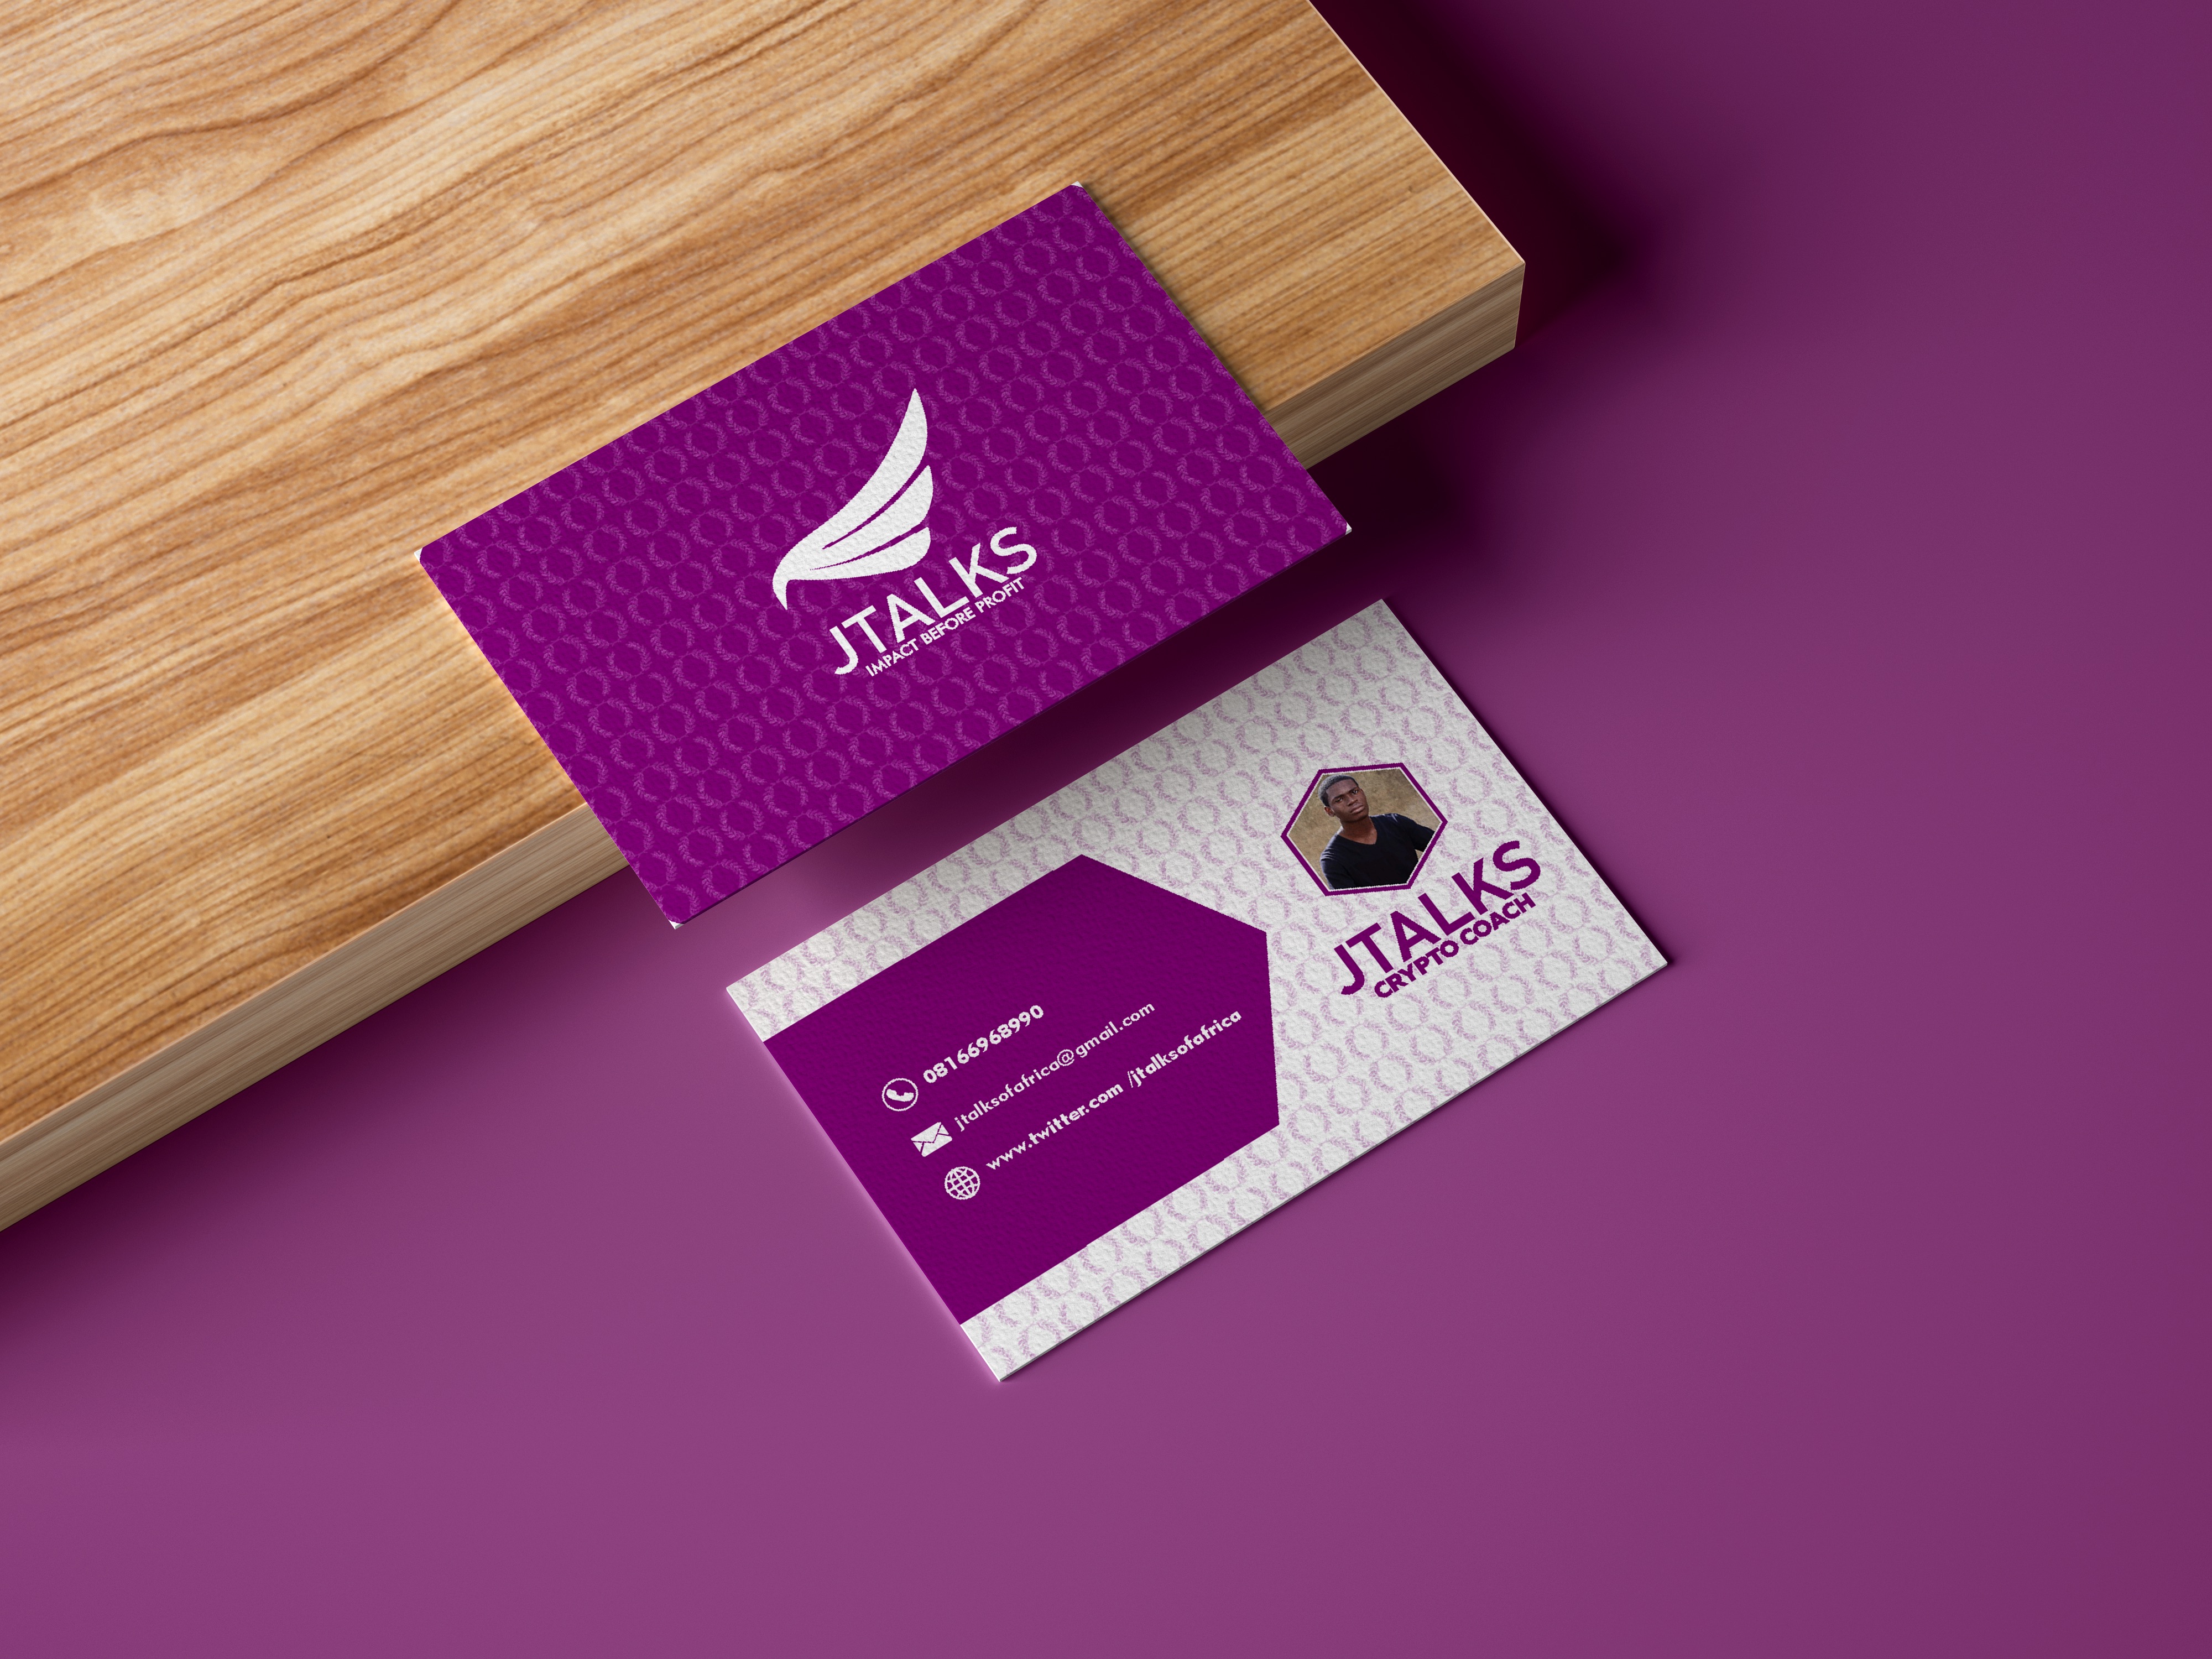 JTALKS
IMPACT BEFORE PROFIT
JTALKS
CRYPTO COACH
08166968990
jtalksofafrica@gmail.com
www.twitter.com /jtalksofafrica